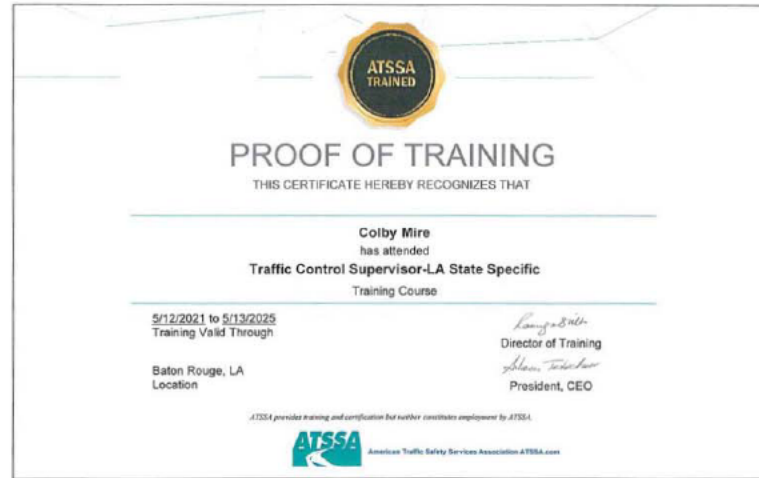 ATSSA
TRAINED
PROOF OF TRAINING
THIS CERTIFICATE HEREBY RECOGNIZES THAT
Colby Mire
has attended
Traffic Control Supervisor-LA State Specific
Training Course
5/12/2021 to 5/13/2025
Training Valid Through
Director of Training
Baton Rouge, LA
Location
President, CEO
ATSSA provides training and certification but neither constitutes employment by ATSSA.
ATSSA
American Traffic Safety Services Association-ATSSA.com